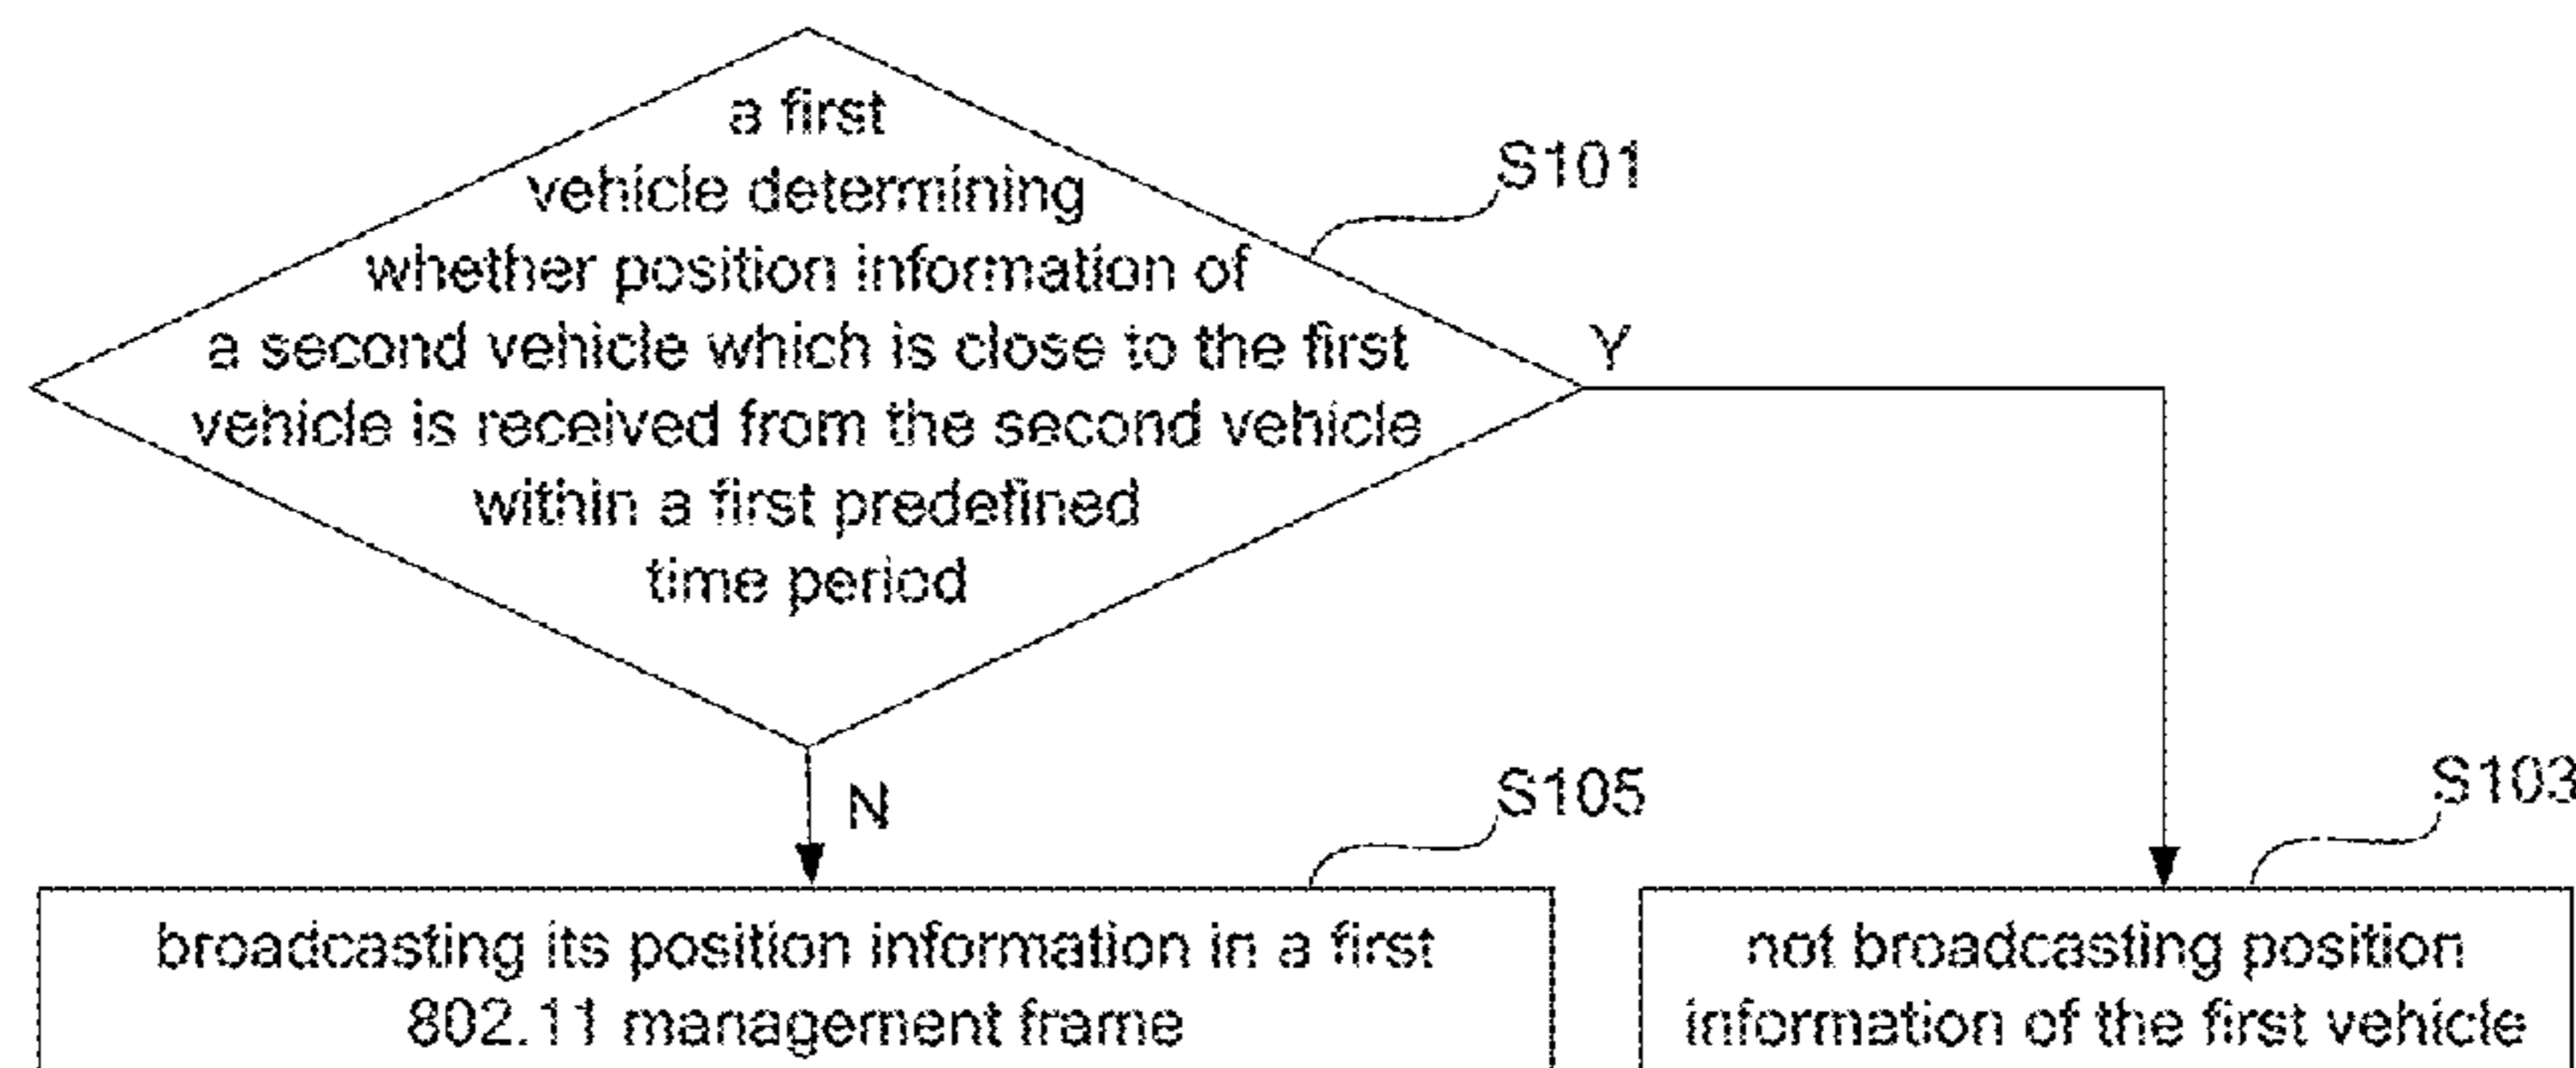 a first
vehicle determining
whether position information of
a second vehicle which is close to the first
vehicle is received from the second vehicle
within a first predefined
time period
S101
Y
N
S105
broadcasting its position information in a first
802.11 management frame
S103
not broadcasting position
information of the first vehicle